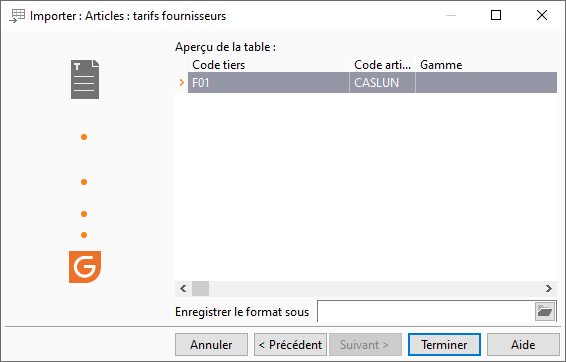 Importer : Articles : tarifs fournisseurs
Aperçu de la table :
Code tiers Code arti... Gamme
F01 CASLUN
Enregistrer le format sous
Annuler < Précédent Suivant > Terminer Aide